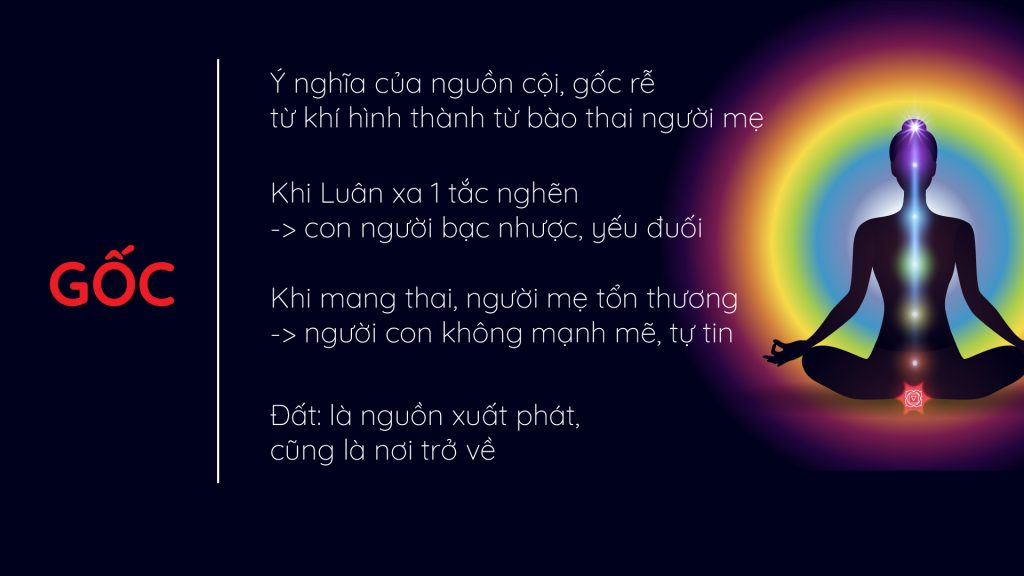 GỐC
Ý nghĩa của nguồn cội, gốc rễ
từ khí hình thành từ bào thai người mẹ
Khi Luân xa 1 tắc nghẽn
-> con người bạc nhược, yếu đuối
Khi mang thai, người mẹ tổn thương
-> người con không mạnh mẽ, tự tin
Đất: là nguồn xuất phát,
cũng là nơi trở về